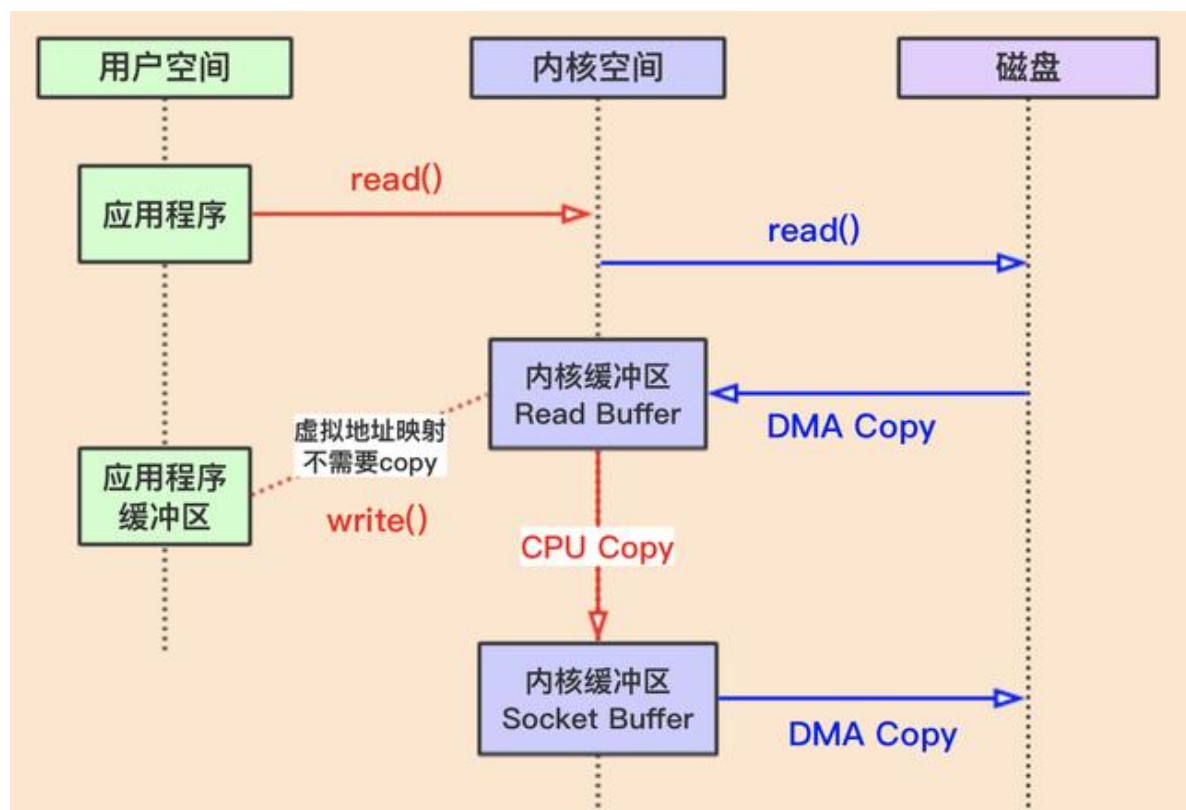 用户空间
内核空间
磁盘
应用程序
read()
read()
内核缓冲区
Read Buffer
DMA Copy
虚拟地址映射
不需要copy
应用程序
缓冲区
write()
CPU Copy
内核缓冲区
Socket Buffer
DMA Copy